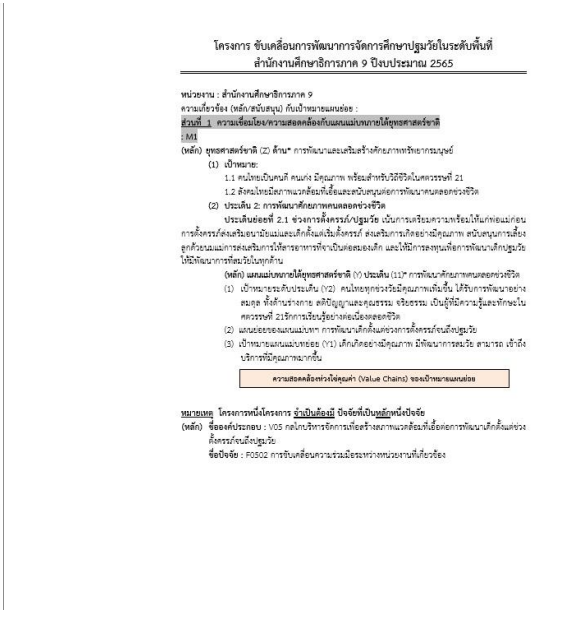 โครงการ ขับเคลื่อนการพัฒนาการจัดการศึกษาปฐมวัยในระดับพื้นที่
สำนักงานศึกษาธิการภาค 9 ปีงบประมาณ 2565
หน่วยงาน : สำนักงานศึกษาธิการภาค 9
ความเกี่ยวข้อง (หลัก/สนับสนุน) กับเป้าหมายแผนย่อย :
ส่วนที่ 1 ความเชื่อมโยง/ความสอดคล้องกับแผนแม่บทภายใต้ยุทธศาสตร์ชาติ
: M1
(หลัก) ยุทธศาสตร์ชาติ (Z) ด้าน* การพัฒนาและเสริมสร้างศักยภาพทรัพยากรมนุษย์
(1) เป้าหมาย:
1.1 คนไทยเป็นคนดี คนเก่ง มีคุณภาพ พร้อมสำหรับวิถีชีวิตในศตวรรษที่ 21
1.2 สังคมไทยมีสภาพแวดล้อมที่เอื้อและสนับสนุนต่อการพัฒนาคนตลอดช่วงชีวิต
(2) ประเด็น 2: การพัฒนาศักยภาพคนตลอดช่วงชีวิต
ประเด็นย่อยที่ 2.1 ช่วงการตั้งครรภ์/ปฐมวัย เน้นการเตรียมความพร้อมให้แก่พ่อแม่ก่อน
การตั้งครรภ์ส่งเสริมอนามัยแม่และเด็กตั้งแต่เริ่มตั้งครรภ์ ส่งเสริมการเกิดอย่างมีคุณภาพ สนับสนุนการเลี้ยง
ลูกด้วยนมแม่การส่งเสริมการให้สารอาหารที่จำเป็นต่อสมองเด็ก และให้มีการลงทุนเพื่อการพัฒนาเด็กปฐมวัย
ให้มีพัฒนาการที่สมวัยในทุกด้าน
(หลัก) แผนแม่บทภายใต้ยุทธศาสตร์ชาติ (Y) ประเด็น (11)* การพัฒนาศักยภาพคนตลอดช่วงชีวิต
(1) เป้าหมายระดับประเด็น (Y2) คนไทยทุกช่วงวัยมีคุณภาพเพิ่มขึ้น ได้รับการพัฒนาอย่าง
สมดุล ทั้งด้านร่างกาย สติปัญญาและคุณธรรม จริยธรรม เป็นผู้ที่มีความรู้และทักษะใน
ศตวรรษที่ 21รักการเรียนรู้อย่างต่อเนื่องตลอดชีวิต
(2) แผนย่อยของแผนแม่บทฯ การพัฒนาเด็กตั้งแต่ช่วงการตั้งครรภ์จนถึงปฐมวัย
(3) เป้าหมายแผนแม่บทย่อย (Y1) เด็กเกิดอย่างมีคุณภาพ มีพัฒนาการสมวัย สามารถ เข้าถึง
บริการที่มีคุณภาพมากขึ้น
ความสอดคล้องห่วงโซ่คุณค่า (Value Chains) ของเป้าหมายแผนย่อย
หมายเหตุ โครงการหนึ่งโครงการ จำเป็นต้องมี ปัจจัยที่เป็นหลักหนึ่งปัจจัย
(หลัก) ชื่อองค์ประกอบ : V05 กลไกบริหารจัดการเพื่อสร้างสภาพแวดล้อมที่เอื้อต่อการพัฒนาเด็กตั้งแต่ช่วง
ตั้งครรภ์จนถึงปฐมวัย
ชื่อปัจจัย : F0502 การขับเคลื่อนความร่วมมือระหว่างหน่วยงานที่เกี่ยวข้อง